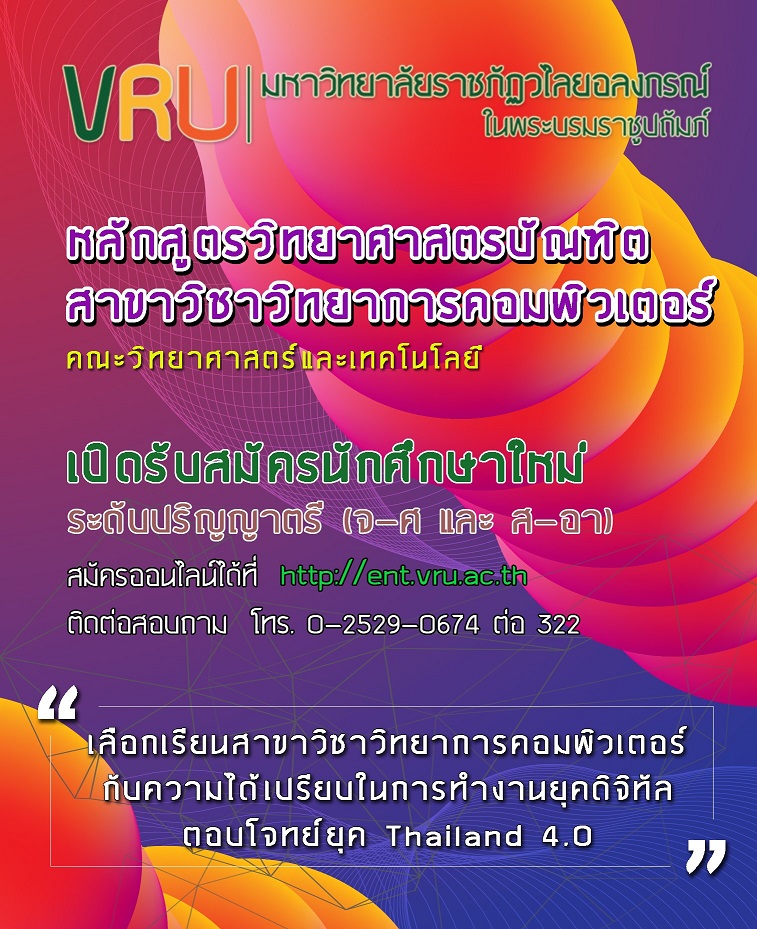 VRU
มหาวิทยาลัยราชภัฏวไลยอลงกรณ์
ในพระบรมราชูปถัมภ์
หลักสูตรวิทยาศาสตรบัณฑิต
สาขาวิชาวิทยาการคอมพิวเตอร์
คณะวิทยาศาสตร์และเทคโนโลยี
เปิดรับสมัครนักศึกษาใหม่
ระดับปริญญาตรี (จ-ศ และ ส-อา)
สมัครออนไลน์ได้ที่ http://ent.vru.ac.th
ติดต่อสอบถาม โทร. 0-2529-0674 ต่อ 322
“เลือกเรียนสาขาวิชาวิทยาการคอมพิวเตอร์
กับความได้เปรียบในการทำงานยุคดิจิทัล
ตอบโจทย์ยุค Thailand 4.0”